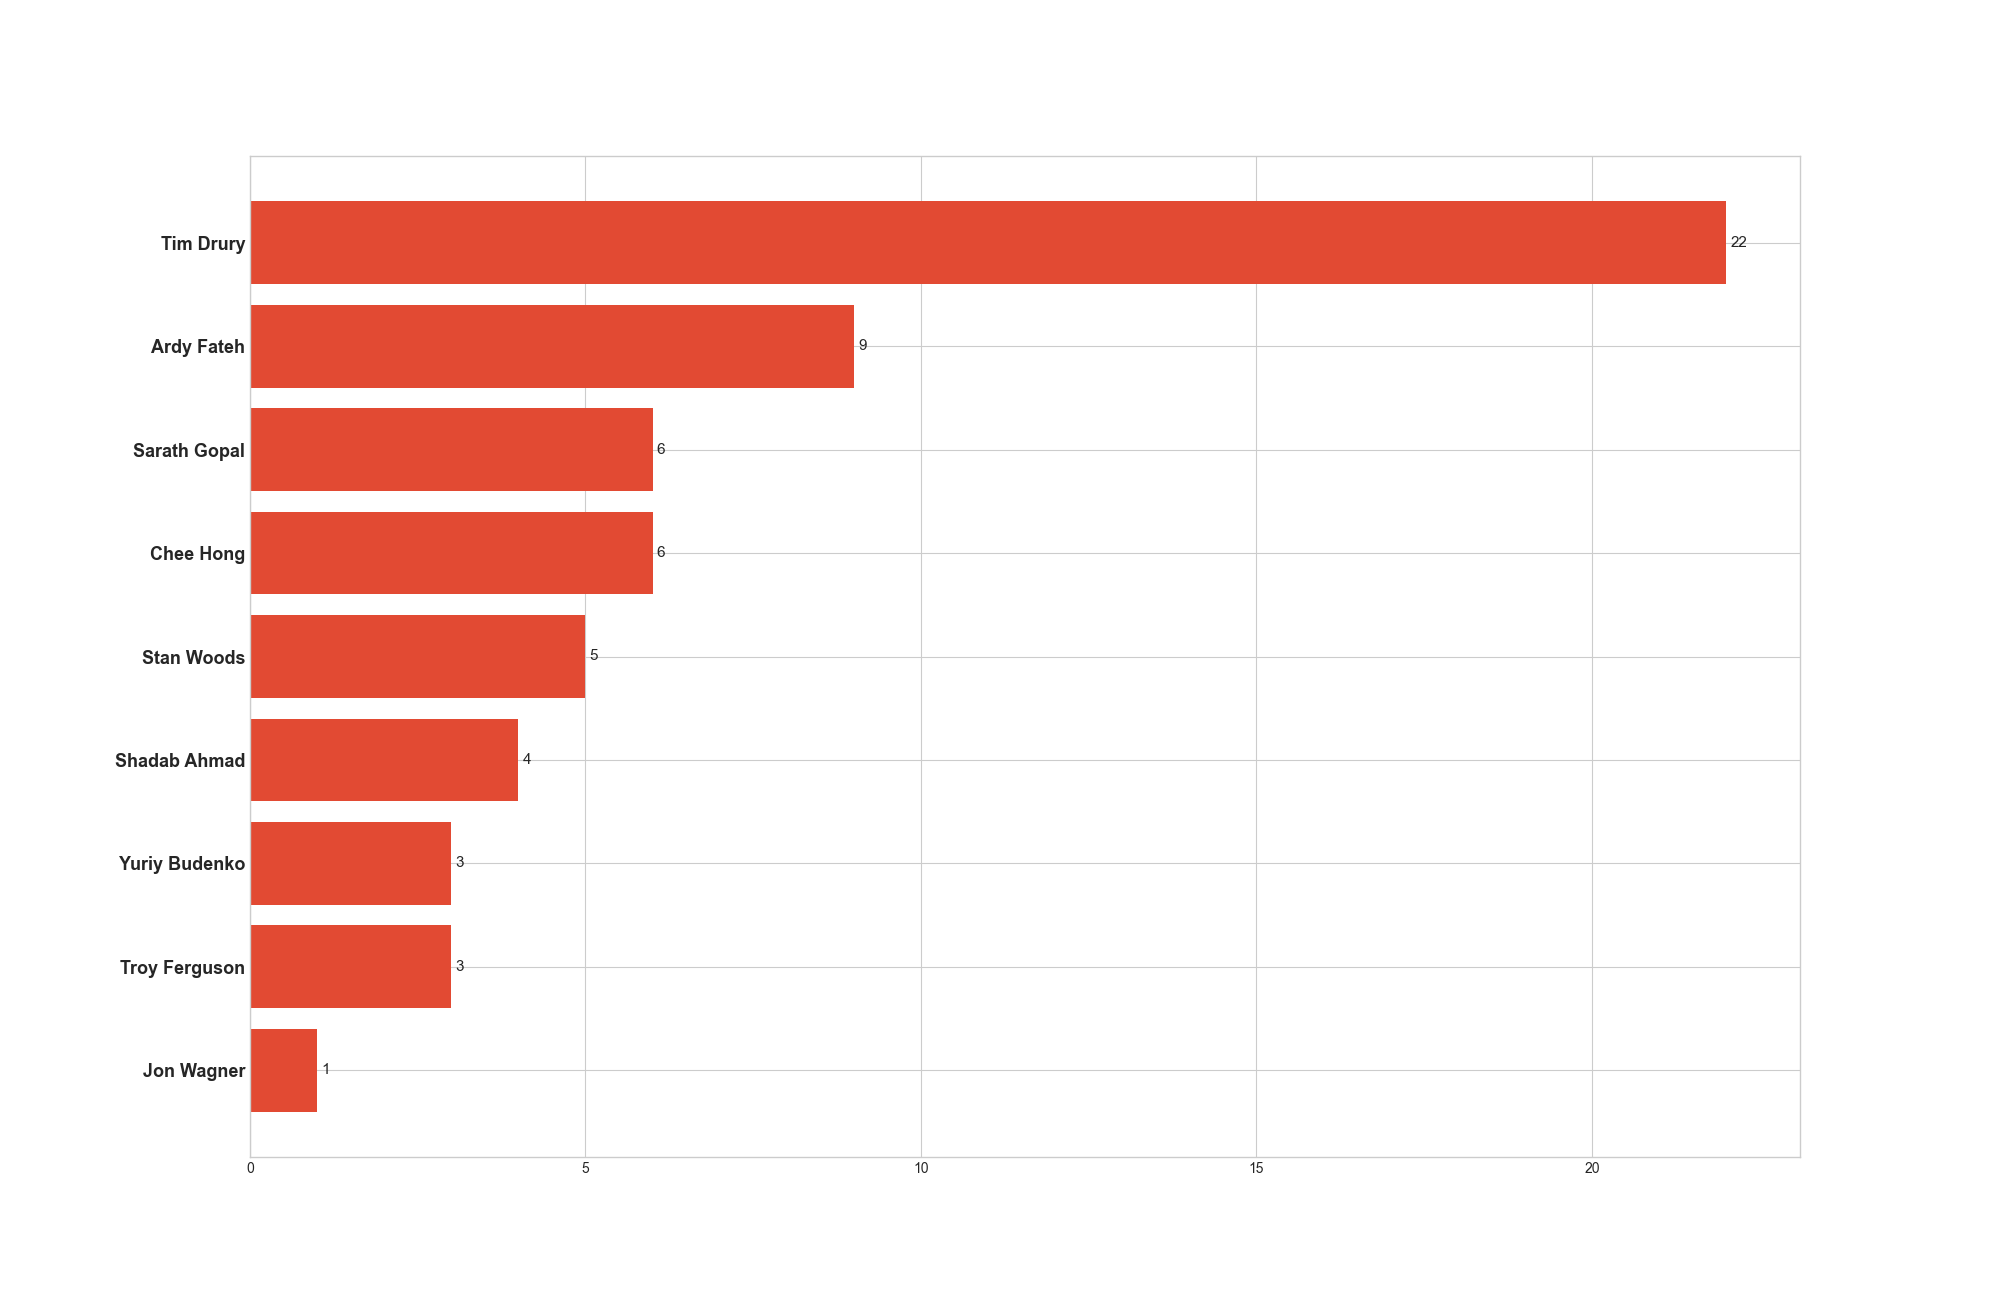 Tim Drury 22
Ardy Fateh 9
Sarath Gopal 6
Chee Hong 6
Stan Woods 5
Shadab Ahmad 4
Yuriy Budenko 3
Troy Ferguson 3
Jon Wagner 1
0 5 10 15 20